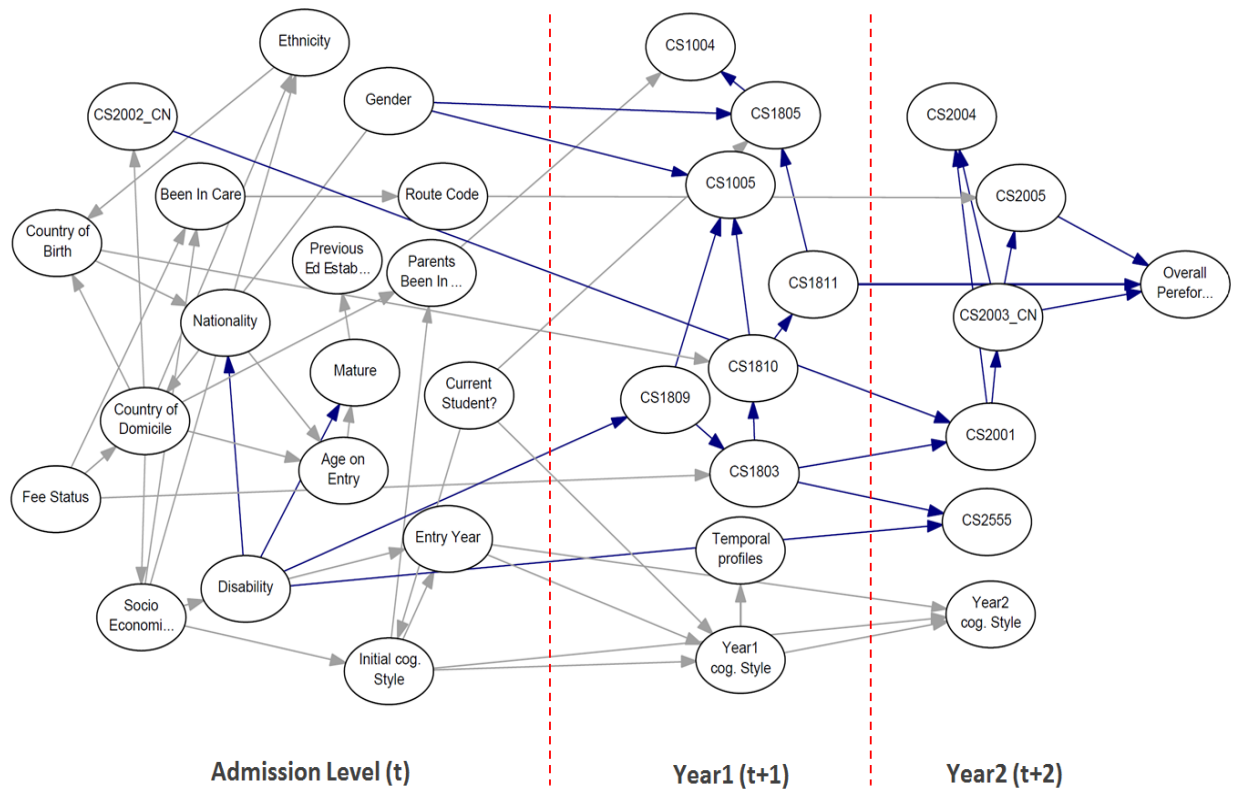 Ethnicity
CS1004
CS2002_CN
Gender
CS1805
CS2004
Been In Care
Route Code
CS1005
CS2005
Country of
Birth
Previous
Ed Estab...
Parents
Been In ...
CS1811
Overall
Perefor...
Nationality
CS2003_CN
Mature
Current
Student?
CS1809
CS1810
Country of
Domicile
CS2001
Age on
Entry
CS1803
Fee Status
CS2555
Entry Year
Temporal
profiles
Disability
Socio
Economi...
Year2
cog. Style
Initial cog.
Style
Year1
cog. Style
Admission Level (t)
Year1 (t+1)
Year2 (t+2)